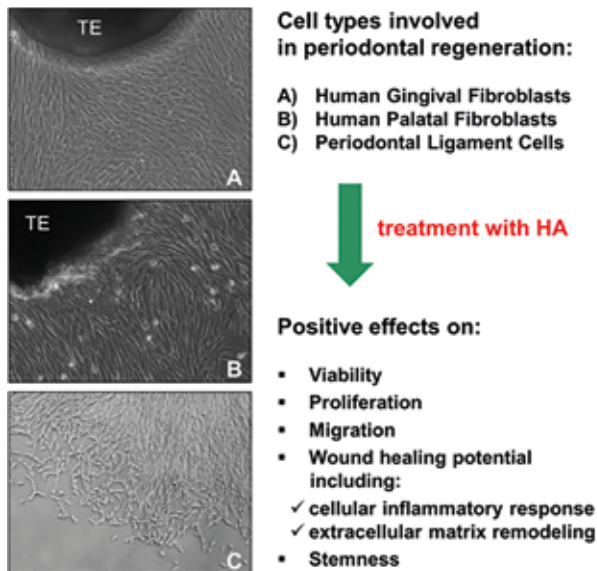 TE
A
TE
B
C
Cell types involved
in periodontal regeneration:
A) Human Gingival Fibroblasts
B) Human Palatal Fibroblasts
C) Periodontal Ligament Cells
treatment with HA
Positive effects on:
▪ Viability
▪ Proliferation
▪ Migration
▪ Wound healing potential
including:
✓ cellular inflammatory response
✓ extracellular matrix remodeling
▪ Stemness